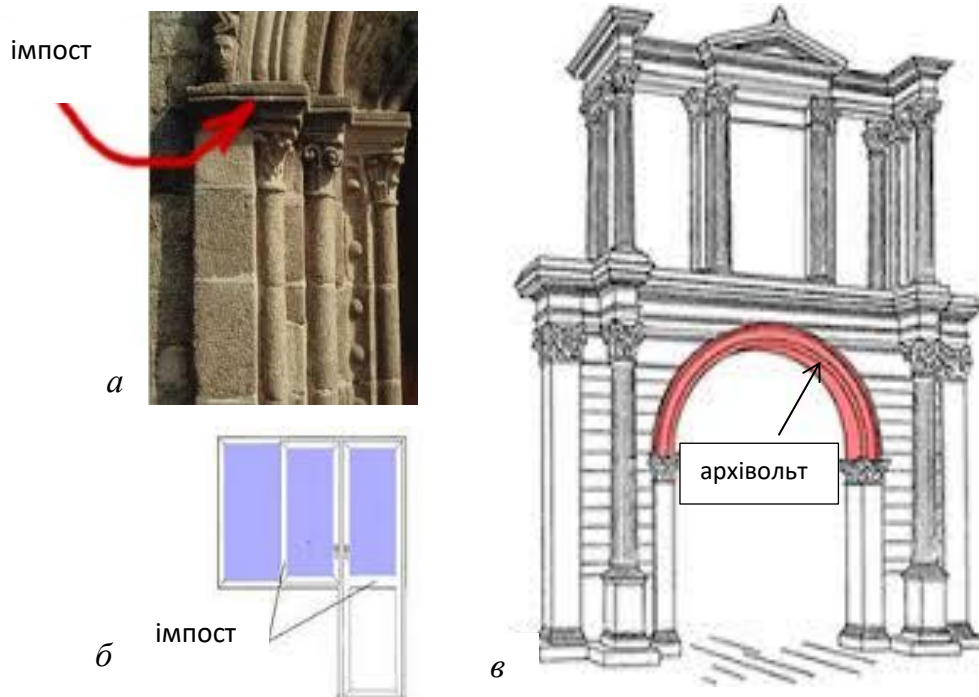 імпост
а
імпост
б
архівольт
в